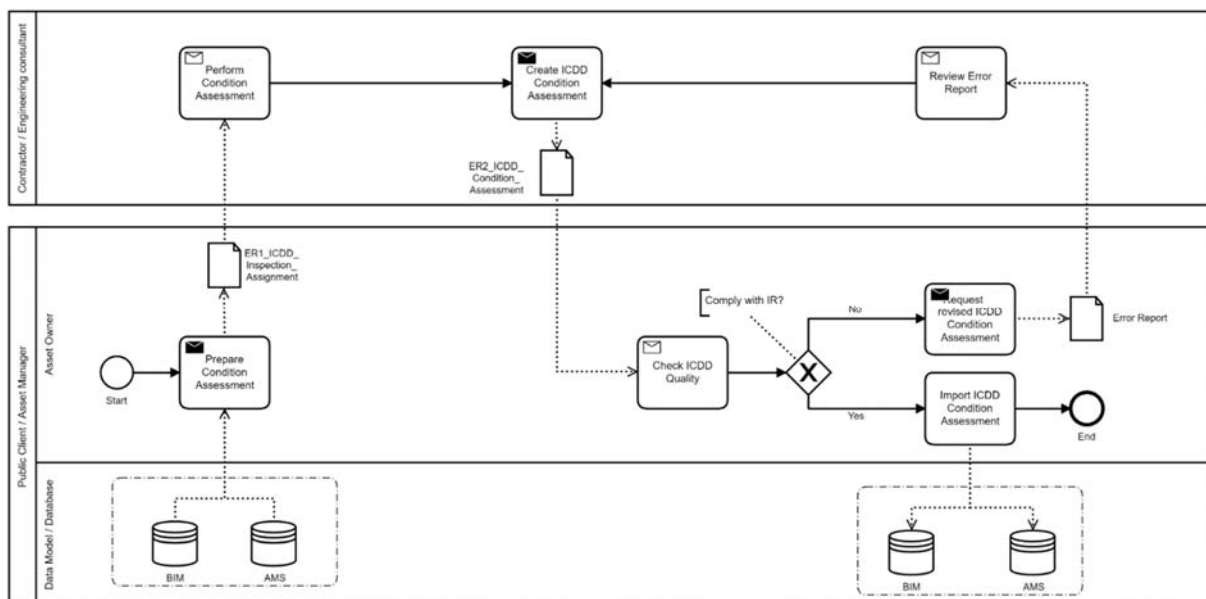 Contractor / Engineering consultant
Perform
Condition
Assessment
Create ICDD
Condition
Assessment
Review Error
Report
ER2_ICDD_
Condition_
Assessment
Public Client / Asset Manager
Asset Owner
ER1_ICDD_
Inspection_
Assignment
Start
Prepare
Condition
Assessment
Check ICDD
Quality
Comply with IR?
X
No
Yes
Request
revised ICDD
Condition
Assessment
Error Report
Import ICDD
Condition
Assessment
End
Data Model / Database
BIM
AMS
BIM
AMS